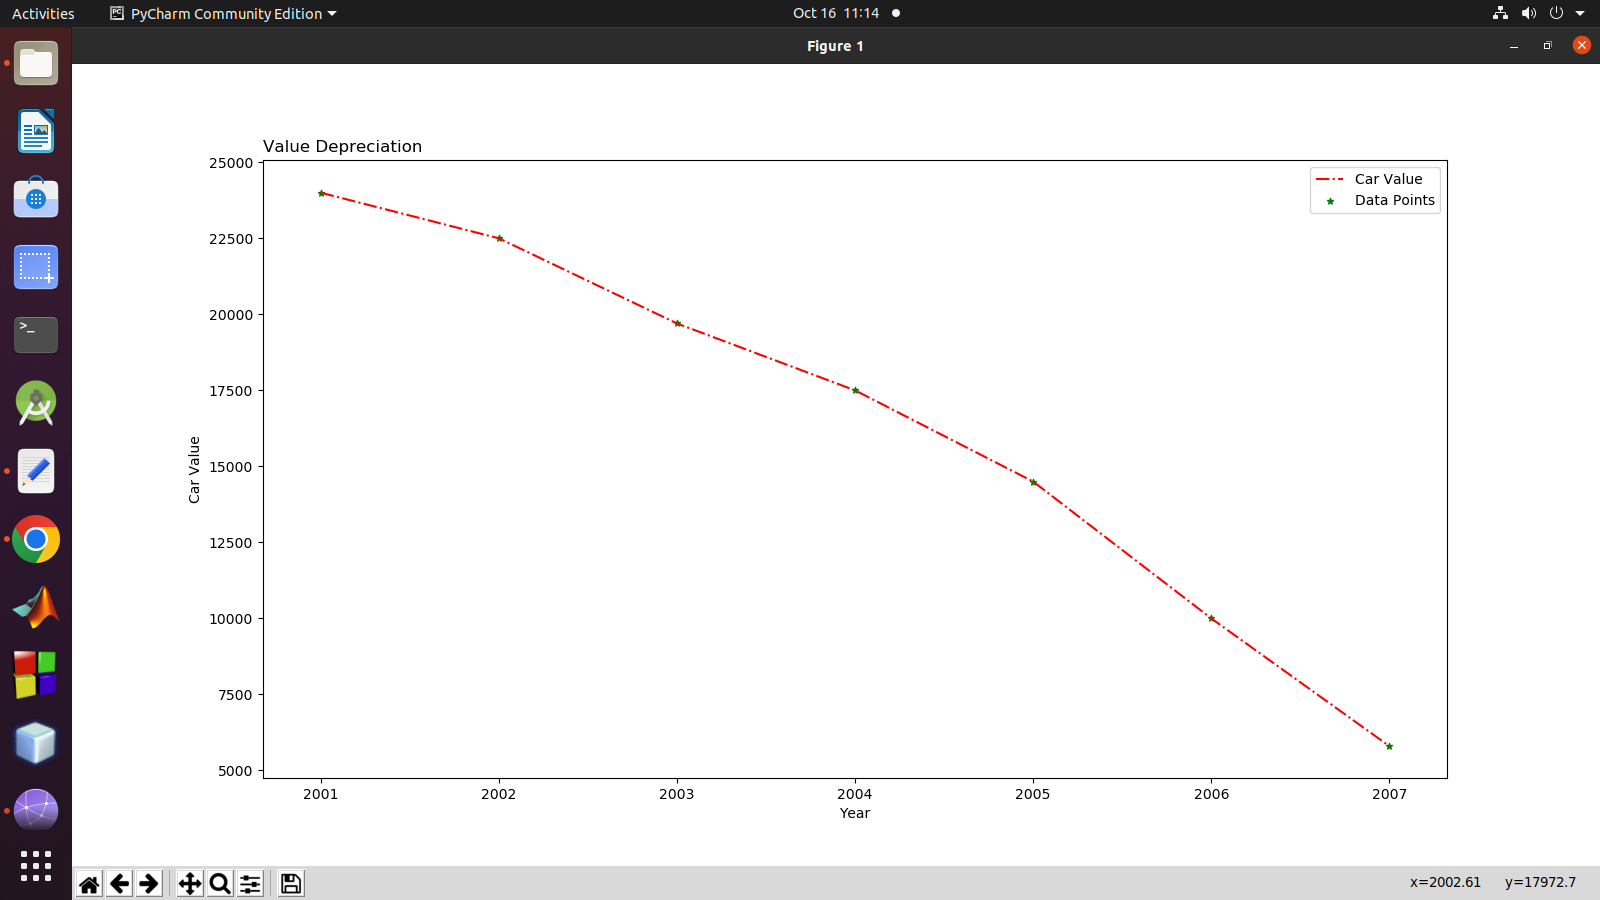 Activities PyCharm Community Edition Oct 16 11:14
Figure 1
Value Depreciation
25000
22500
20000
17500
15000
12500
10000
7500
5000
Car Value
Car Value
Data Points
2001 2002 2003 2004 2005 2006 2007
Year
x=2002.61 y=17972.7
PC
>_